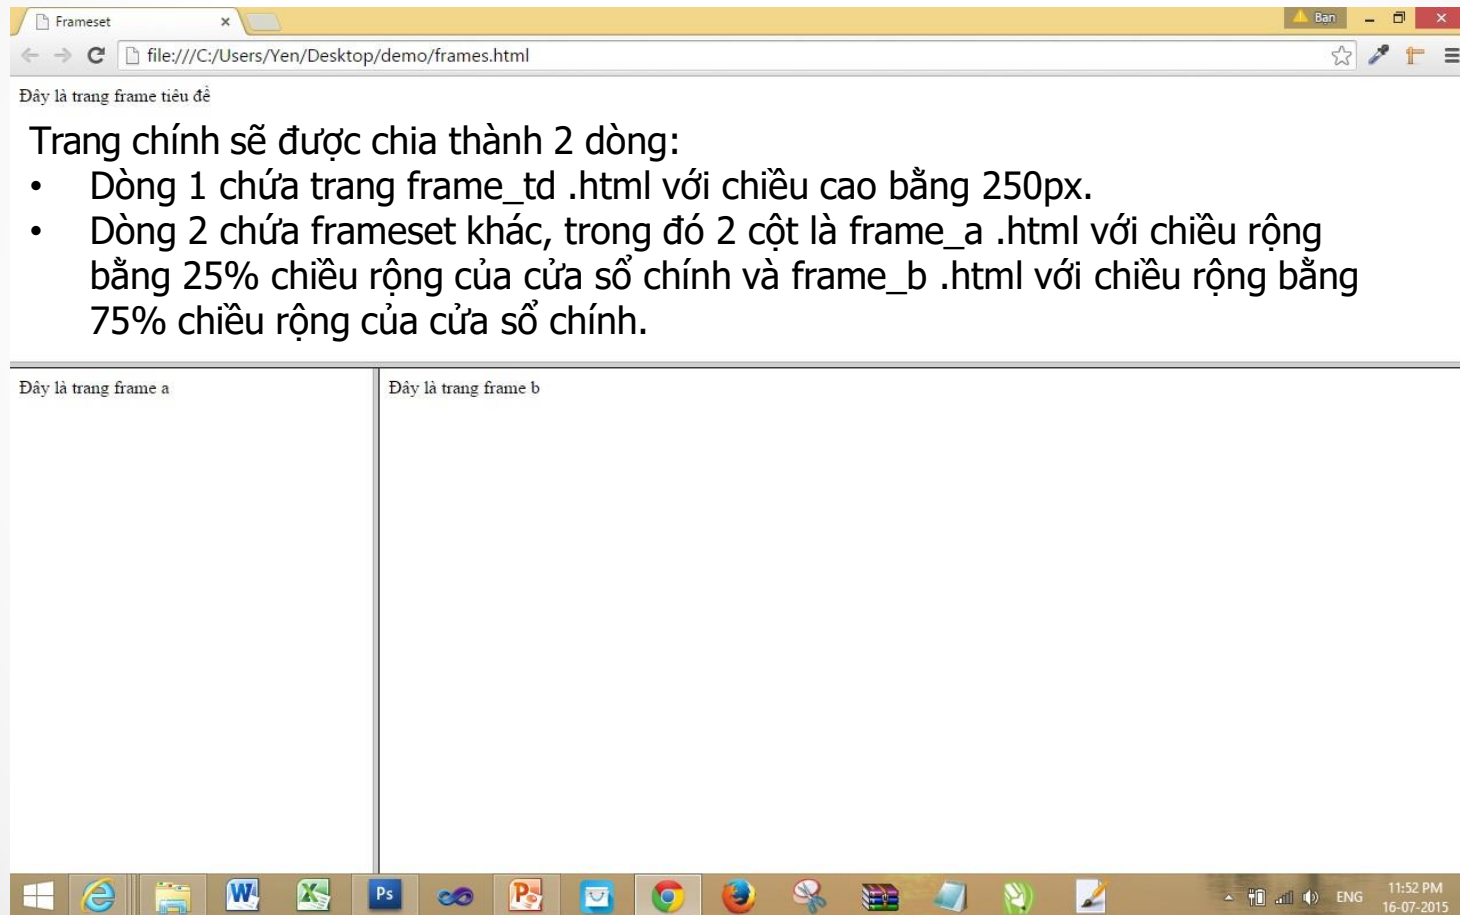 Frameset
Bạn
file:///C:/Users/Yen/Desktop/demo/frames.html
Đây là trang frame tiêu đề
Trang chính sẽ được chia thành 2 dòng:
• Dòng 1 chứa trang frame_td .html với chiều cao bằng 250px.
• Dòng 2 chứa frameset khác, trong đó 2 cột là frame_a .html với chiều rộng
bằng 25% chiều rộng của cửa sổ chính và frame_b .html với chiều rộng bằng
75% chiều rộng của cửa sổ chính.
Đây là trang frame a
Đây là trang frame b
Ps
ENG
11:52 PM
16-07-2015